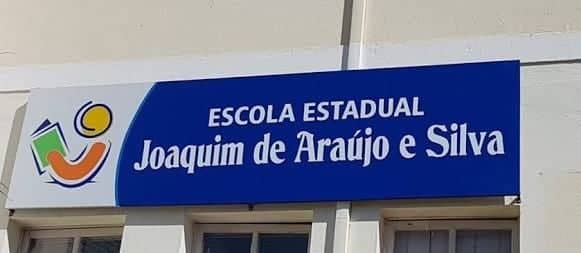 ESCOLA ESTADUAL
Joaquim de Araújo e Silva